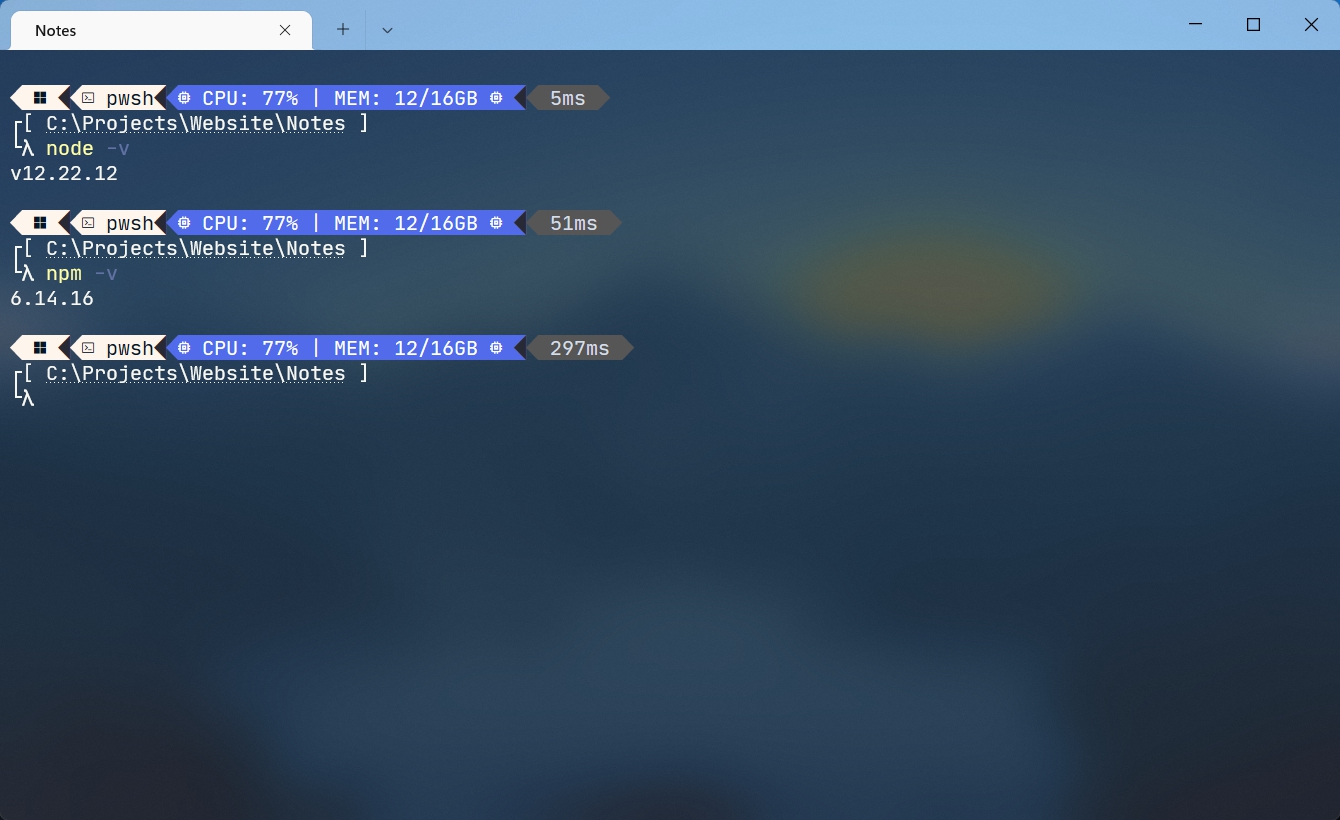 Notes
pwsh CPU: 77% | MEM: 12/16GB 5ms
[ C:\Projects\Website\Notes ]
λ node -v
v12.22.12
pwsh CPU: 77% | MEM: 12/16GB 51ms
[ C:\Projects\Website\Notes ]
λ npm -v
6.14.16
pwsh CPU: 77% | MEM: 12/16GB 297ms
[ C:\Projects\Website\Notes ]
λ